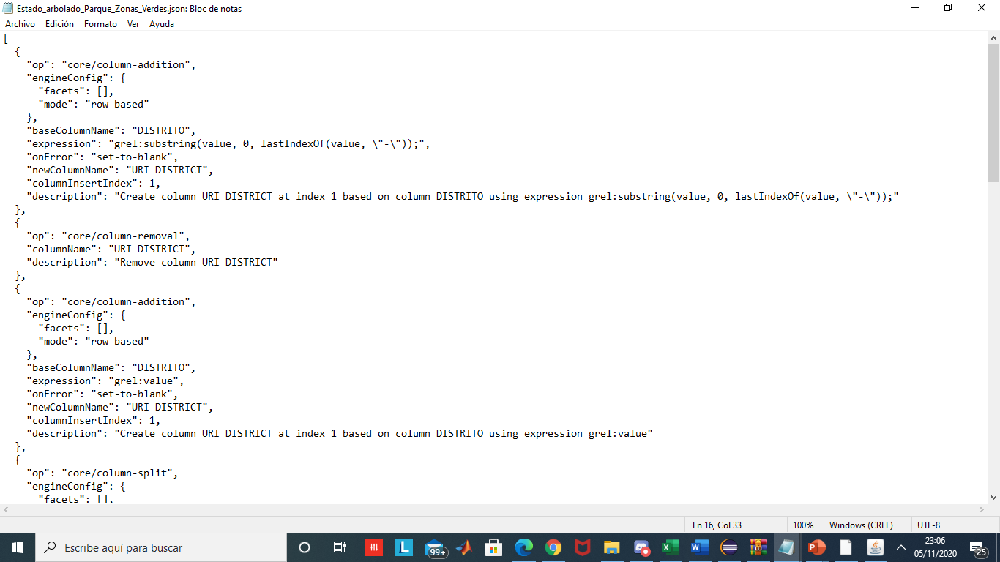 Estado_arbolado_Parque_Zonas_Verdes.json: Bloc de notas
Archivo Edición Formato Ver Ayuda
[
  {
    "op": "core/column-addition",
    "engineConfig": {
      "facets": [],
      "mode": "row-based"
    },
    "baseColumnName": "DISTRITO",
    "expression": "grel:substring(value, 0, lastIndexOf(value, \"-\"));",
    "onError": "set-to-blank",
    "newColumnName": "URI DISTRICT",
    "columnInsertIndex": 1,
    "description": "Create column URI DISTRICT at index 1 based on column DISTRITO using expression grel:substring(value, 0, lastIndexOf(value, \"-\"));"
  },
  {
    "op": "core/column-removal",
    "columnName": "URI DISTRICT",
    "description": "Remove column URI DISTRICT"
  },
  {
    "op": "core/column-addition",
    "engineConfig": {
      "facets": [],
      "mode": "row-based"
    },
    "baseColumnName": "DISTRITO",
    "expression": "grel:value",
    "onError": "set-to-blank",
    "newColumnName": "URI DISTRICT",
    "columnInsertIndex": 1,
    "description": "Create column URI DISTRICT at index 1 based on column DISTRITO using expression grel:value"
  },
  {
    "op": "core/column-split",
    "engineConfig": {
      "facets": [],
Ln 16, Col 33 100% Windows (CRLF) UTF-8
Escribe aquí para buscar
L
99+
23:06
05/11/2020
25